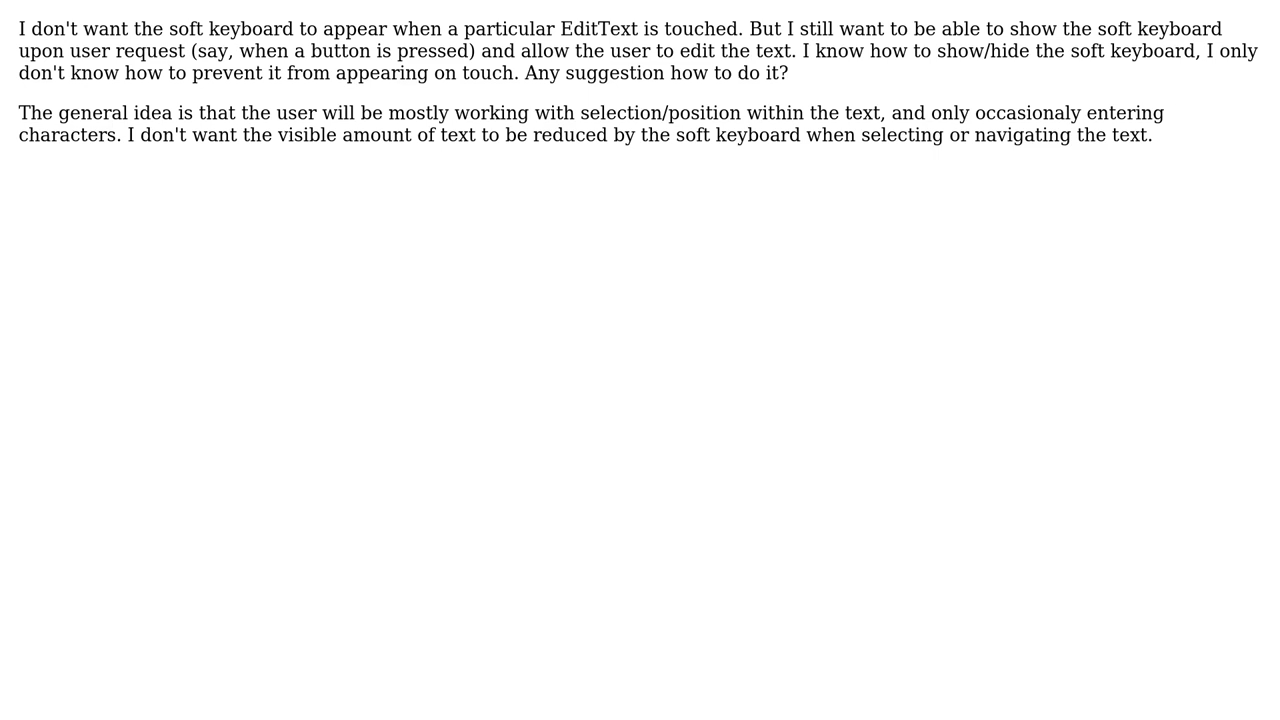 I don't want the soft keyboard to appear when a particular EditText is touched. But I still want to be able to show the soft keyboard
upon user request (say, when a button is pressed) and allow the user to edit the text. I know how to show/hide the soft keyboard, I only
don't know how to prevent it from appearing on touch. Any suggestion how to do it?
The general idea is that the user will be mostly working with selection/position within the text, and only occasionaly entering
characters. I don't want the visible amount of text to be reduced by the soft keyboard when selecting or navigating the text.